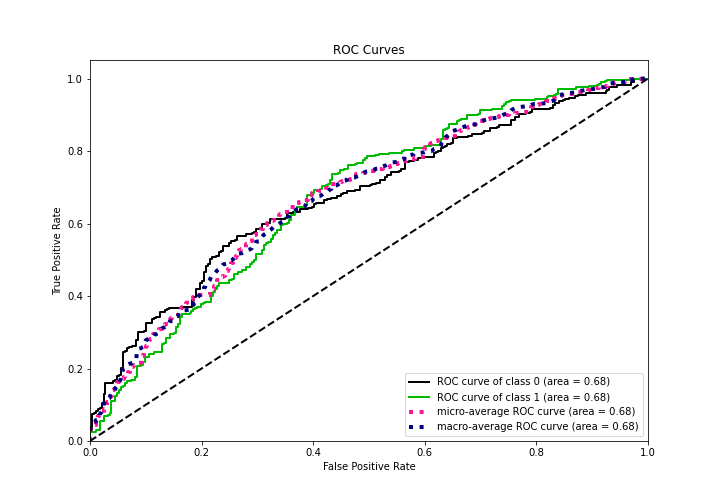 ROC Curves
True Positive Rate
1.0
0.8
0.6
0.4
0.2
0.0
ROC curve of class 0 (area = 0.68)
ROC curve of class 1 (area = 0.68)
micro-average ROC curve (area = 0.68)
macro-average ROC curve (area = 0.68)
0.0 0.2 0.4 0.6 0.8 1.0
False Positive Rate